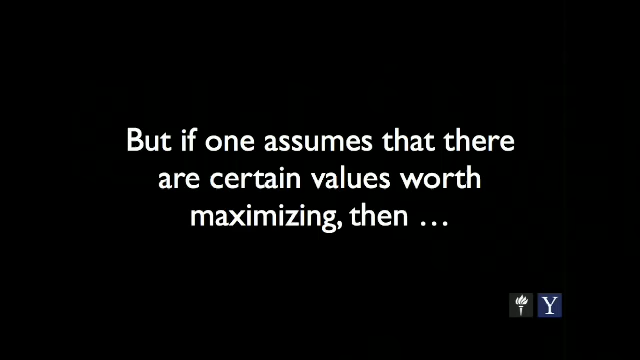 But if one assumes that there
are certain values worth
maximizing, then …
Y